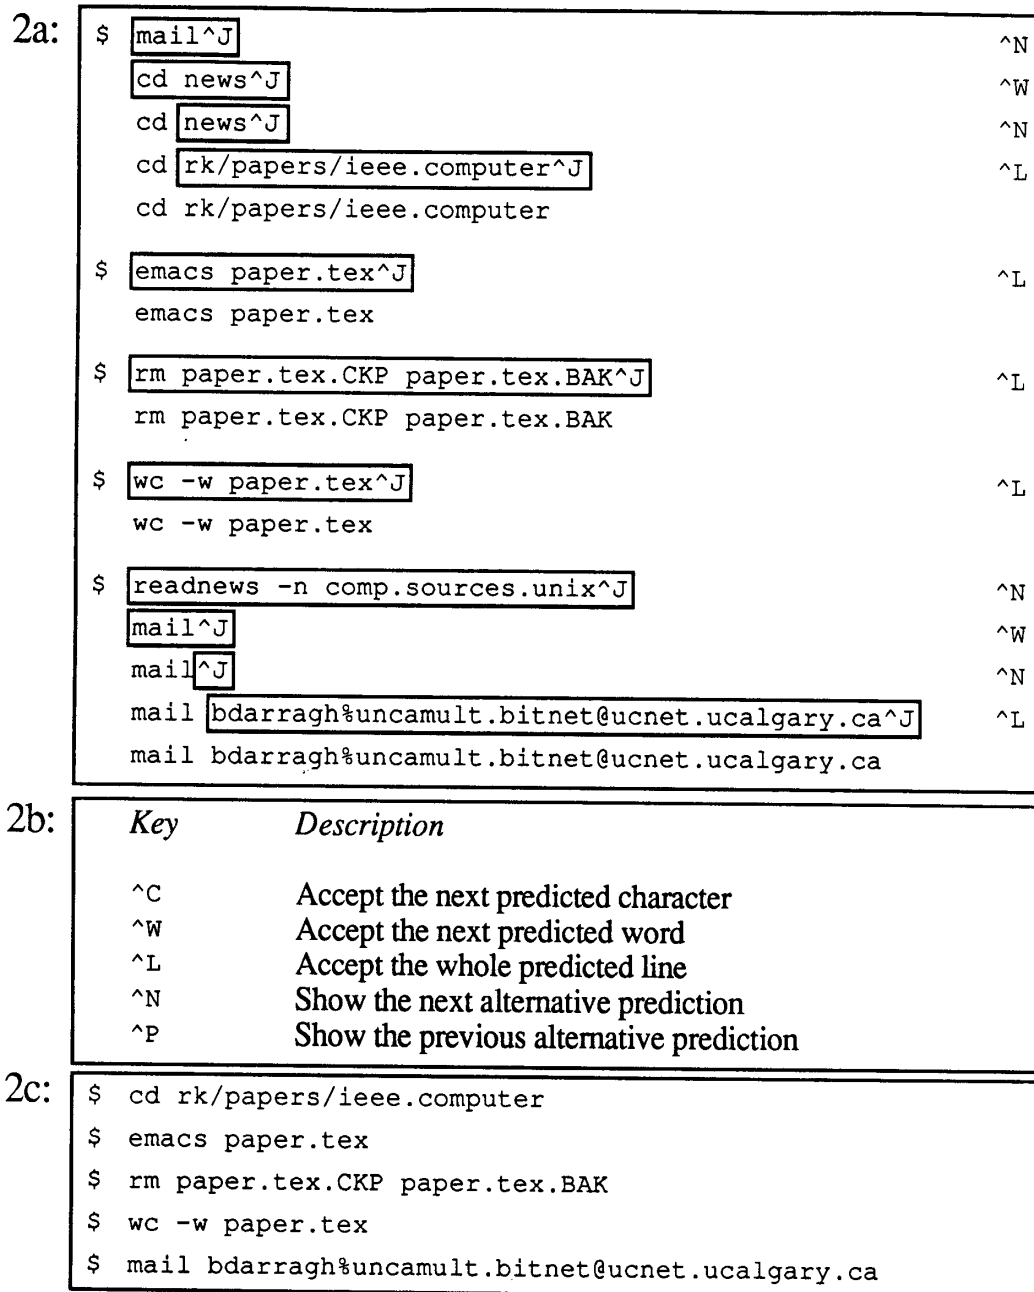 2a:
$ mail^J ^N
cd news^J ^W
cd news^J ^N
cd rk/papers/ieee.computer^J ^L
cd rk/papers/ieee.computer
$ emacs paper.tex^J ^L
emacs paper.tex
$ rm paper.tex.CKP paper.tex.BAK^J ^L
rm paper.tex.CKP paper.tex.BAK
$ wc -w paper.tex^J ^L
wc -w paper.tex
$ readnews -n comp.sources.unix^J ^N
mail^J ^W
mail^J ^N
mail bdarragh%uncamult.bitnet@ucnet.ucalgary.ca^J ^L
mail bdarragh%uncamult.bitnet@ucnet.ucalgary.ca
2b: Key Description
^C Accept the next predicted character
^W Accept the next predicted word
^L Accept the whole predicted line
^N Show the next alternative prediction
^P Show the previous alternative prediction
2c: $ cd rk/papers/ieee.computer
$ emacs paper.tex
$ rm paper.tex.CKP paper.tex.BAK
$ wc -w paper.tex
$ mail bdarragh%uncamult.bitnet@ucnet.ucalgary.ca